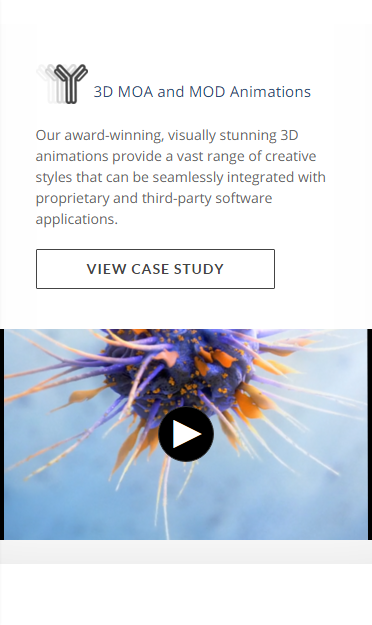 3D MOA and MOD Animations
Our award-winning, visually stunning 3D
animations provide a vast range of creative
styles that can be seamlessly integrated with
proprietary and third-party software
applications.
VIEW CASE STUDY